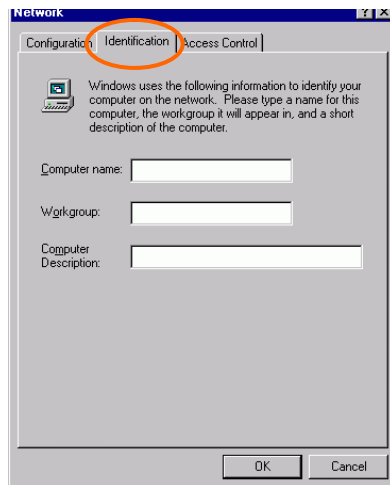 Network
Configuration Identification Access Control
Windows uses the following information to identify your
computer on the network. Please type a name for this
computer, the workgroup it will appear in, and a short
description of the computer.
Computer name:
Workgroup:
Computer
Description:
OK Cancel